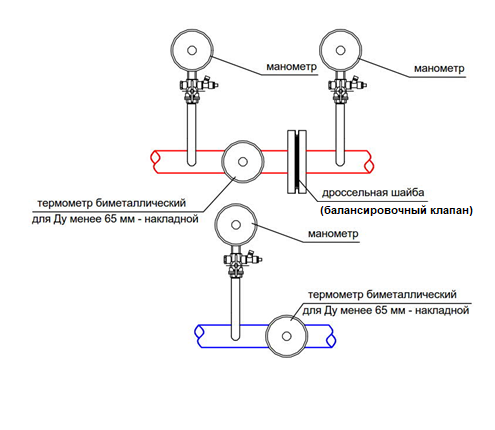 манометр
манометр
термометр биметаллический
для Ду менее 65 мм - накладной
дроссельная шайба
(балансировочный клапан)
манометр
термометр биметаллический
для Ду менее 65 мм - накладной